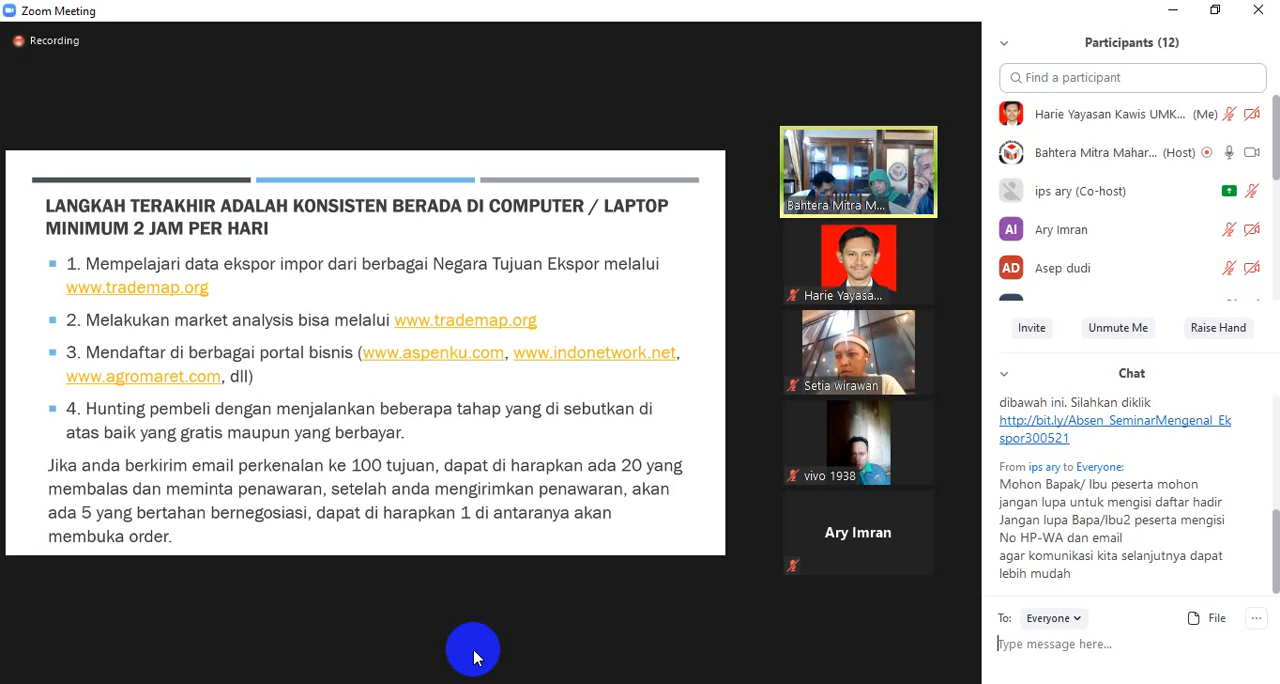 Zoom Meeting
Recording
LANGKAH TERAKIIR ADALAH KONSISTEN BERADA DI COMPUTER / LAPTOP
MINIMUM 2 JAM PER HARI
1. Mempelajari data ekspor impor dari berbagai Negara Tujuan Ekspor melalui
www.trademap.org
2. Melakukan market analysis bisa melalui www.trademap.org
3. Mendaftar di berbagai portal bisnis (www.aspenku.com, www.indonetwork.net,
www.agromaret.com, dll)
4. Hunting pembeli dengan menjalankan beberapa tahap yang di sebutkan di
atas baik yang gratis maupun yang berbayar.
Jika anda berkirim email perkenalan ke 100 tujuan, dapat di harapkan ada 20 yang
membalas dan meminta penawaran, setelah anda mengirimkan penawaran, akan
ada 5 yang bertahan bernegosiasi, dapat di harapkan 1 di antaranya akan
membuka order.
Bahtera Mitra M...
Harie Yayasa...
Setia wirawan
vivo 1938
Ary Imran
Participants (12)
Find a participant
Harie Yayasan Kawis UMK... (Me)
Bahtera Mitra Mahar... (Host)
ips ary (Co-host)
AI Ary Imran
AD Asep dudi
Invite Unmute Me Raise Hand
Chat
dibawah ini. Silahkan diklik
http://bit.ly/Absen_SeminarMengenal_Ek
spor300521
From ips ary to Everyone:
Mohon Bapak/ Ibu peserta mohon
jangan lupa untuk mengisi daftar hadir
Jangan lupa Bapa/Ibu2 peserta mengisi
No HP-WA dan email
agar komunikasi kita selanjutnya dapat
lebih mudah
To: Everyone File ...
Type message here...